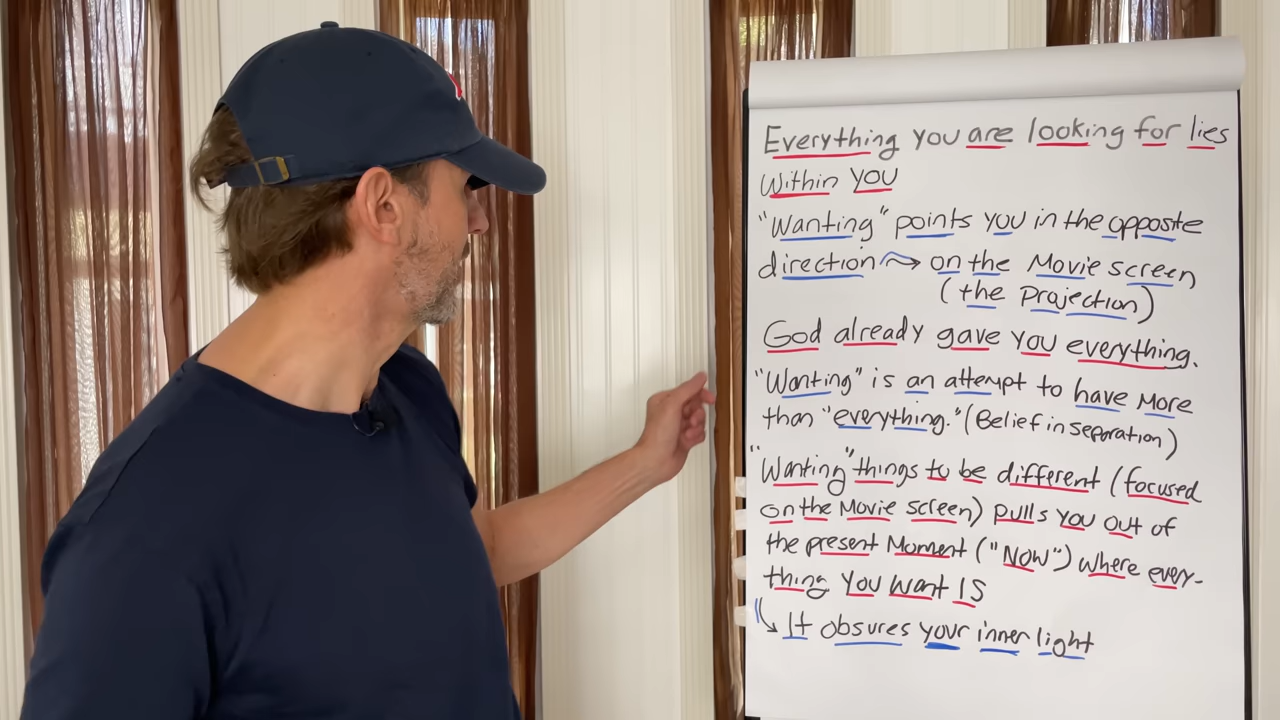 Everything you are looking for lies
within you
"Wanting" points you in the opposite
direction → on the Movie screen
(the projection)
God already gave you everything.
"Wanting" is an attempt to have More
than "everything." (Belief in separation)
"Wanting" things to be different (focused
on the Movie screen) pulls you out of
the present Moment ("Now") where every-
thing you want IS
↳ It obsures your inner light